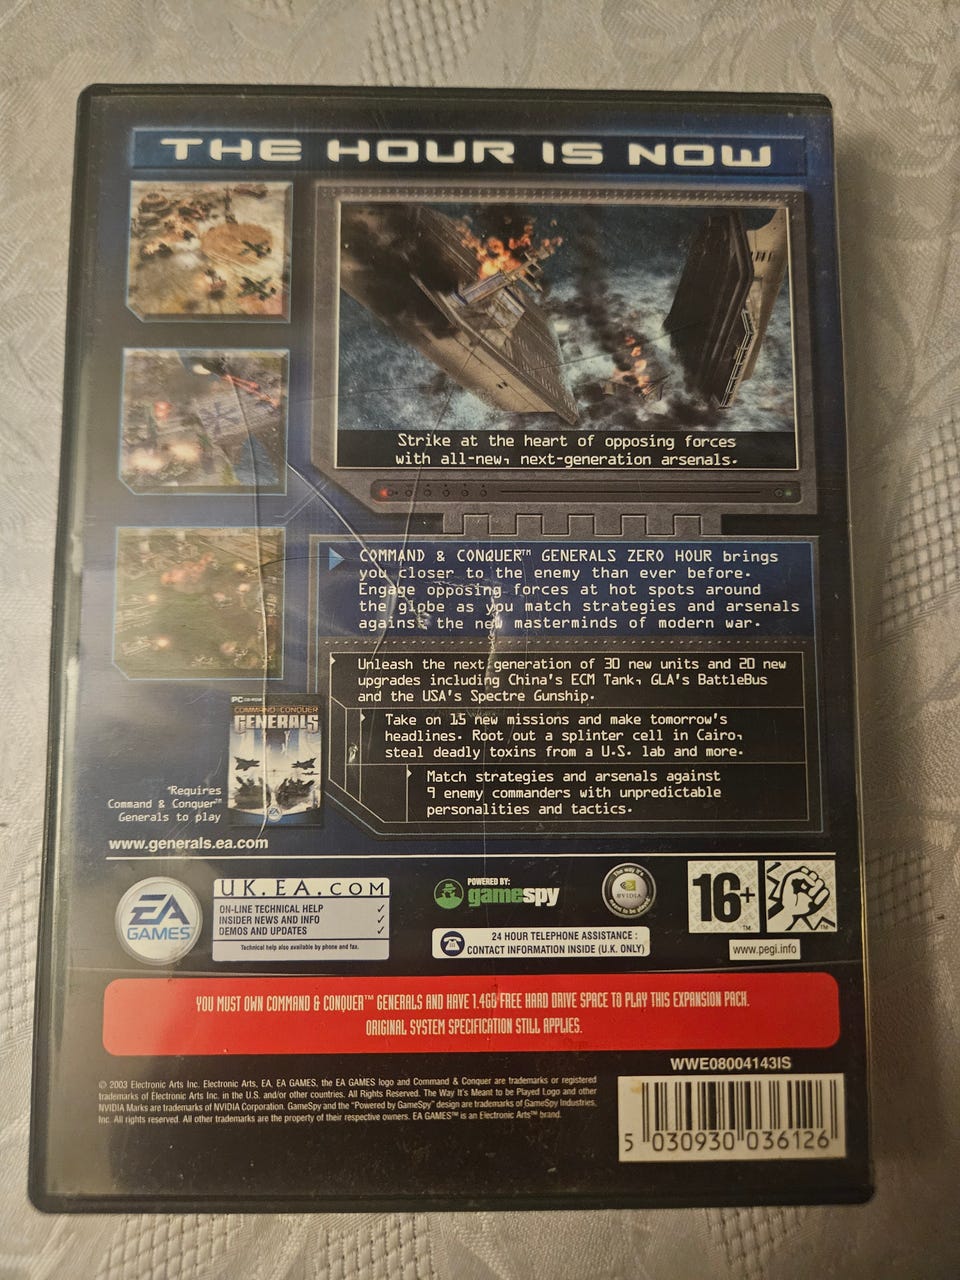 THE HOUR IS NOW
Strike at the heart of opposing forces
with all-new, next-generation arsenals.
COMMAND & CONQUER™ GENERALS ZERO HOUR brings
you closer to the enemy than ever before.
Engage opposing forces at hot spots around
the globe as you match strategies and arsenals
against the new masterminds of modern war.
Unleash the next generation of 30 new units and 20 new
upgrades including China's ECM Tank, GLA's BattleBus
and the USA's Spectre Gunship.
Take on 15 new missions and make tomorrow's
headlines. Root out a splinter cell in Cairo,
steal deadly toxins from a U.S. lab and more.
Match strategies and arsenals against
9 enemy commanders with unpredictable
personalities and tactics.
PC CD-ROM
COMMAND & CONQUER
GENERALS
EA
*Requires
Command & Conquer™
Generals to play
www.generals.ea.com
EA
GAMES™
UK.EA.COM
ON-LINE TECHNICAL HELP ✓
INSIDER NEWS AND INFO ✓
DEMOS AND UPDATES ✓
Technical help also available by phone and fax.
POWERED BY:
gamespy
The way it's
NVIDIA
meant to be played
24 HOUR TELEPHONE ASSISTANCE :
CONTACT INFORMATION INSIDE (U.K. ONLY)
16+
TM
TM
www.pegi.info
YOU MUST OWN COMMAND & CONQUER™ GENERALS AND HAVE 1.4GB FREE HARD DRIVE SPACE TO PLAY THIS EXPANSION PACK.
ORIGINAL SYSTEM SPECIFICATION STILL APPLIES.
WWE08004143IS
© 2003 Electronic Arts Inc. Electronic Arts, EA, EA GAMES, the EA GAMES logo and Command & Conquer are trademarks or registered
trademarks of Electronic Arts Inc. in the U.S. and/or other countries. All Rights Reserved. The Way It's Meant to be Played Logo and other
NVIDIA Marks are trademarks of NVIDIA Corporation. GameSpy and the "Powered by GameSpy" design are trademarks of GameSpy Industries,
Inc. All rights reserved. All other trademarks are the property of their respective owners. EA GAMES™ is an Electronic Arts™ brand.
5 030930 036126